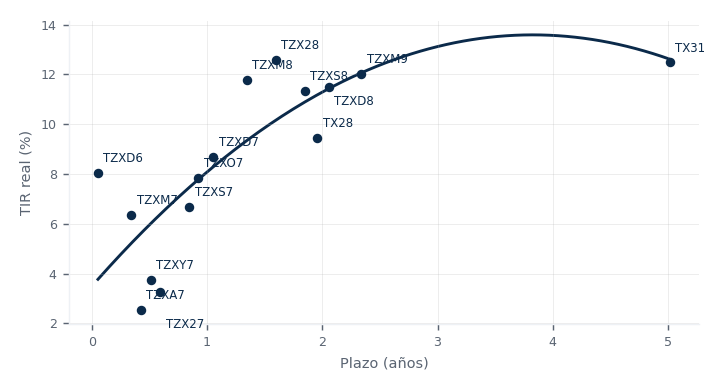 14
12
10
8
6
4
2
TIR real (%)
TZX28
TX31
TZXM8
TZXM9
TZXS8
TZXD8
TX28
TZXD7
TZXO7
TZXD6
TZXS7
TZXM7
TZXY7
TZXA7
TZX27
0
1
2
3
4
5
Plazo (años)